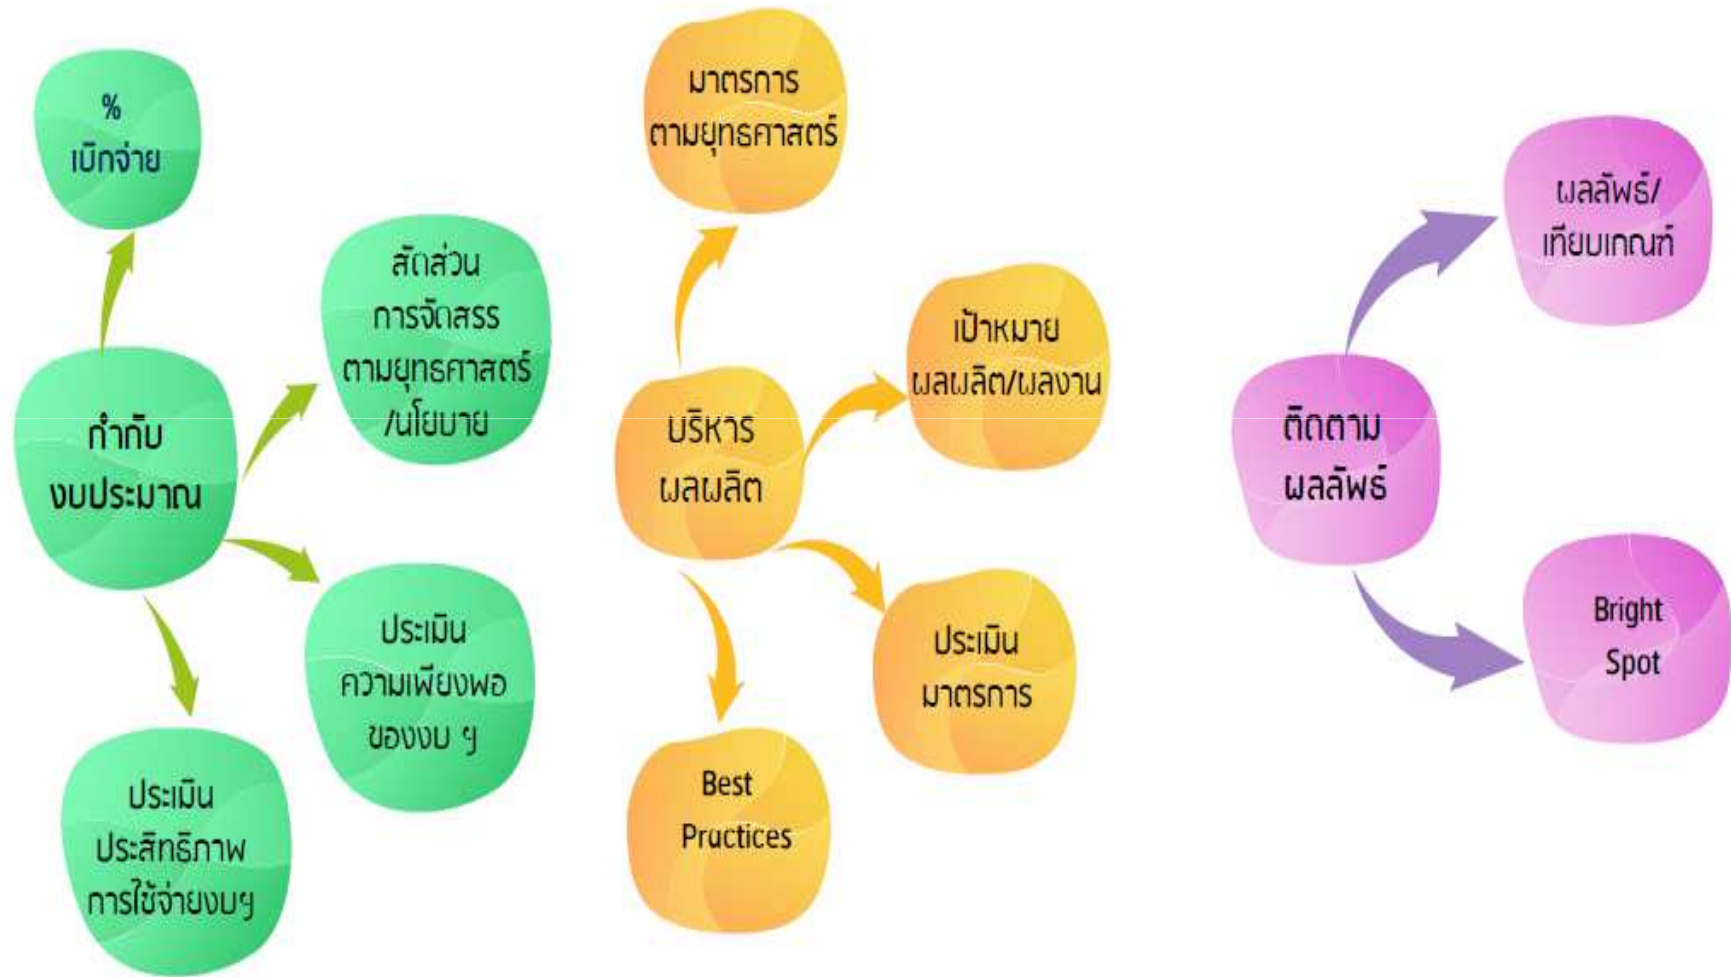 %
เบิกจ่าย
สัดส่วน
การจัดสรร
ตามยุทธศาสตร์
/นโยบาย
กำกับ
งบประมาณ
ประเมิน
ความเพียงพอ
ของงบ ฯ
ประเมิน
ประสิทธิภาพ
การใช้จ่ายงบฯ
มาตรการ
ตามยุทธศาสตร์
เป้าหมาย
ผลผลิต/ผลงาน
บริหาร
ผลผลิต
ประเมิน
มาตรการ
Best
Practices
ผลลัพธ์/
เทียบเกณฑ์
ติดตาม
ผลลัพธ์
Bright
Spot